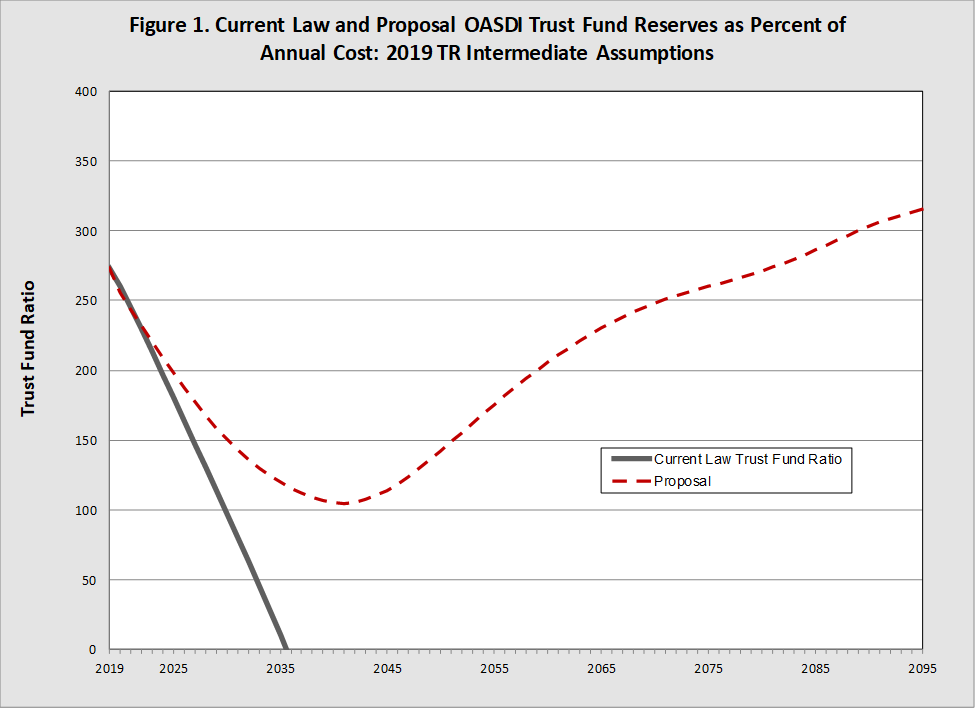 Figure 1. Current Law and Proposal OASDI Trust Fund Reserves as Percent of
Annual Cost: 2019 TR Intermediate Assumptions
Trust Fund Ratio
400
350
300
250
200
150
100
50
0
Current Law Trust Fund Ratio
Proposal
2019 2025 2035 2045 2055 2065 2075 2085 2095